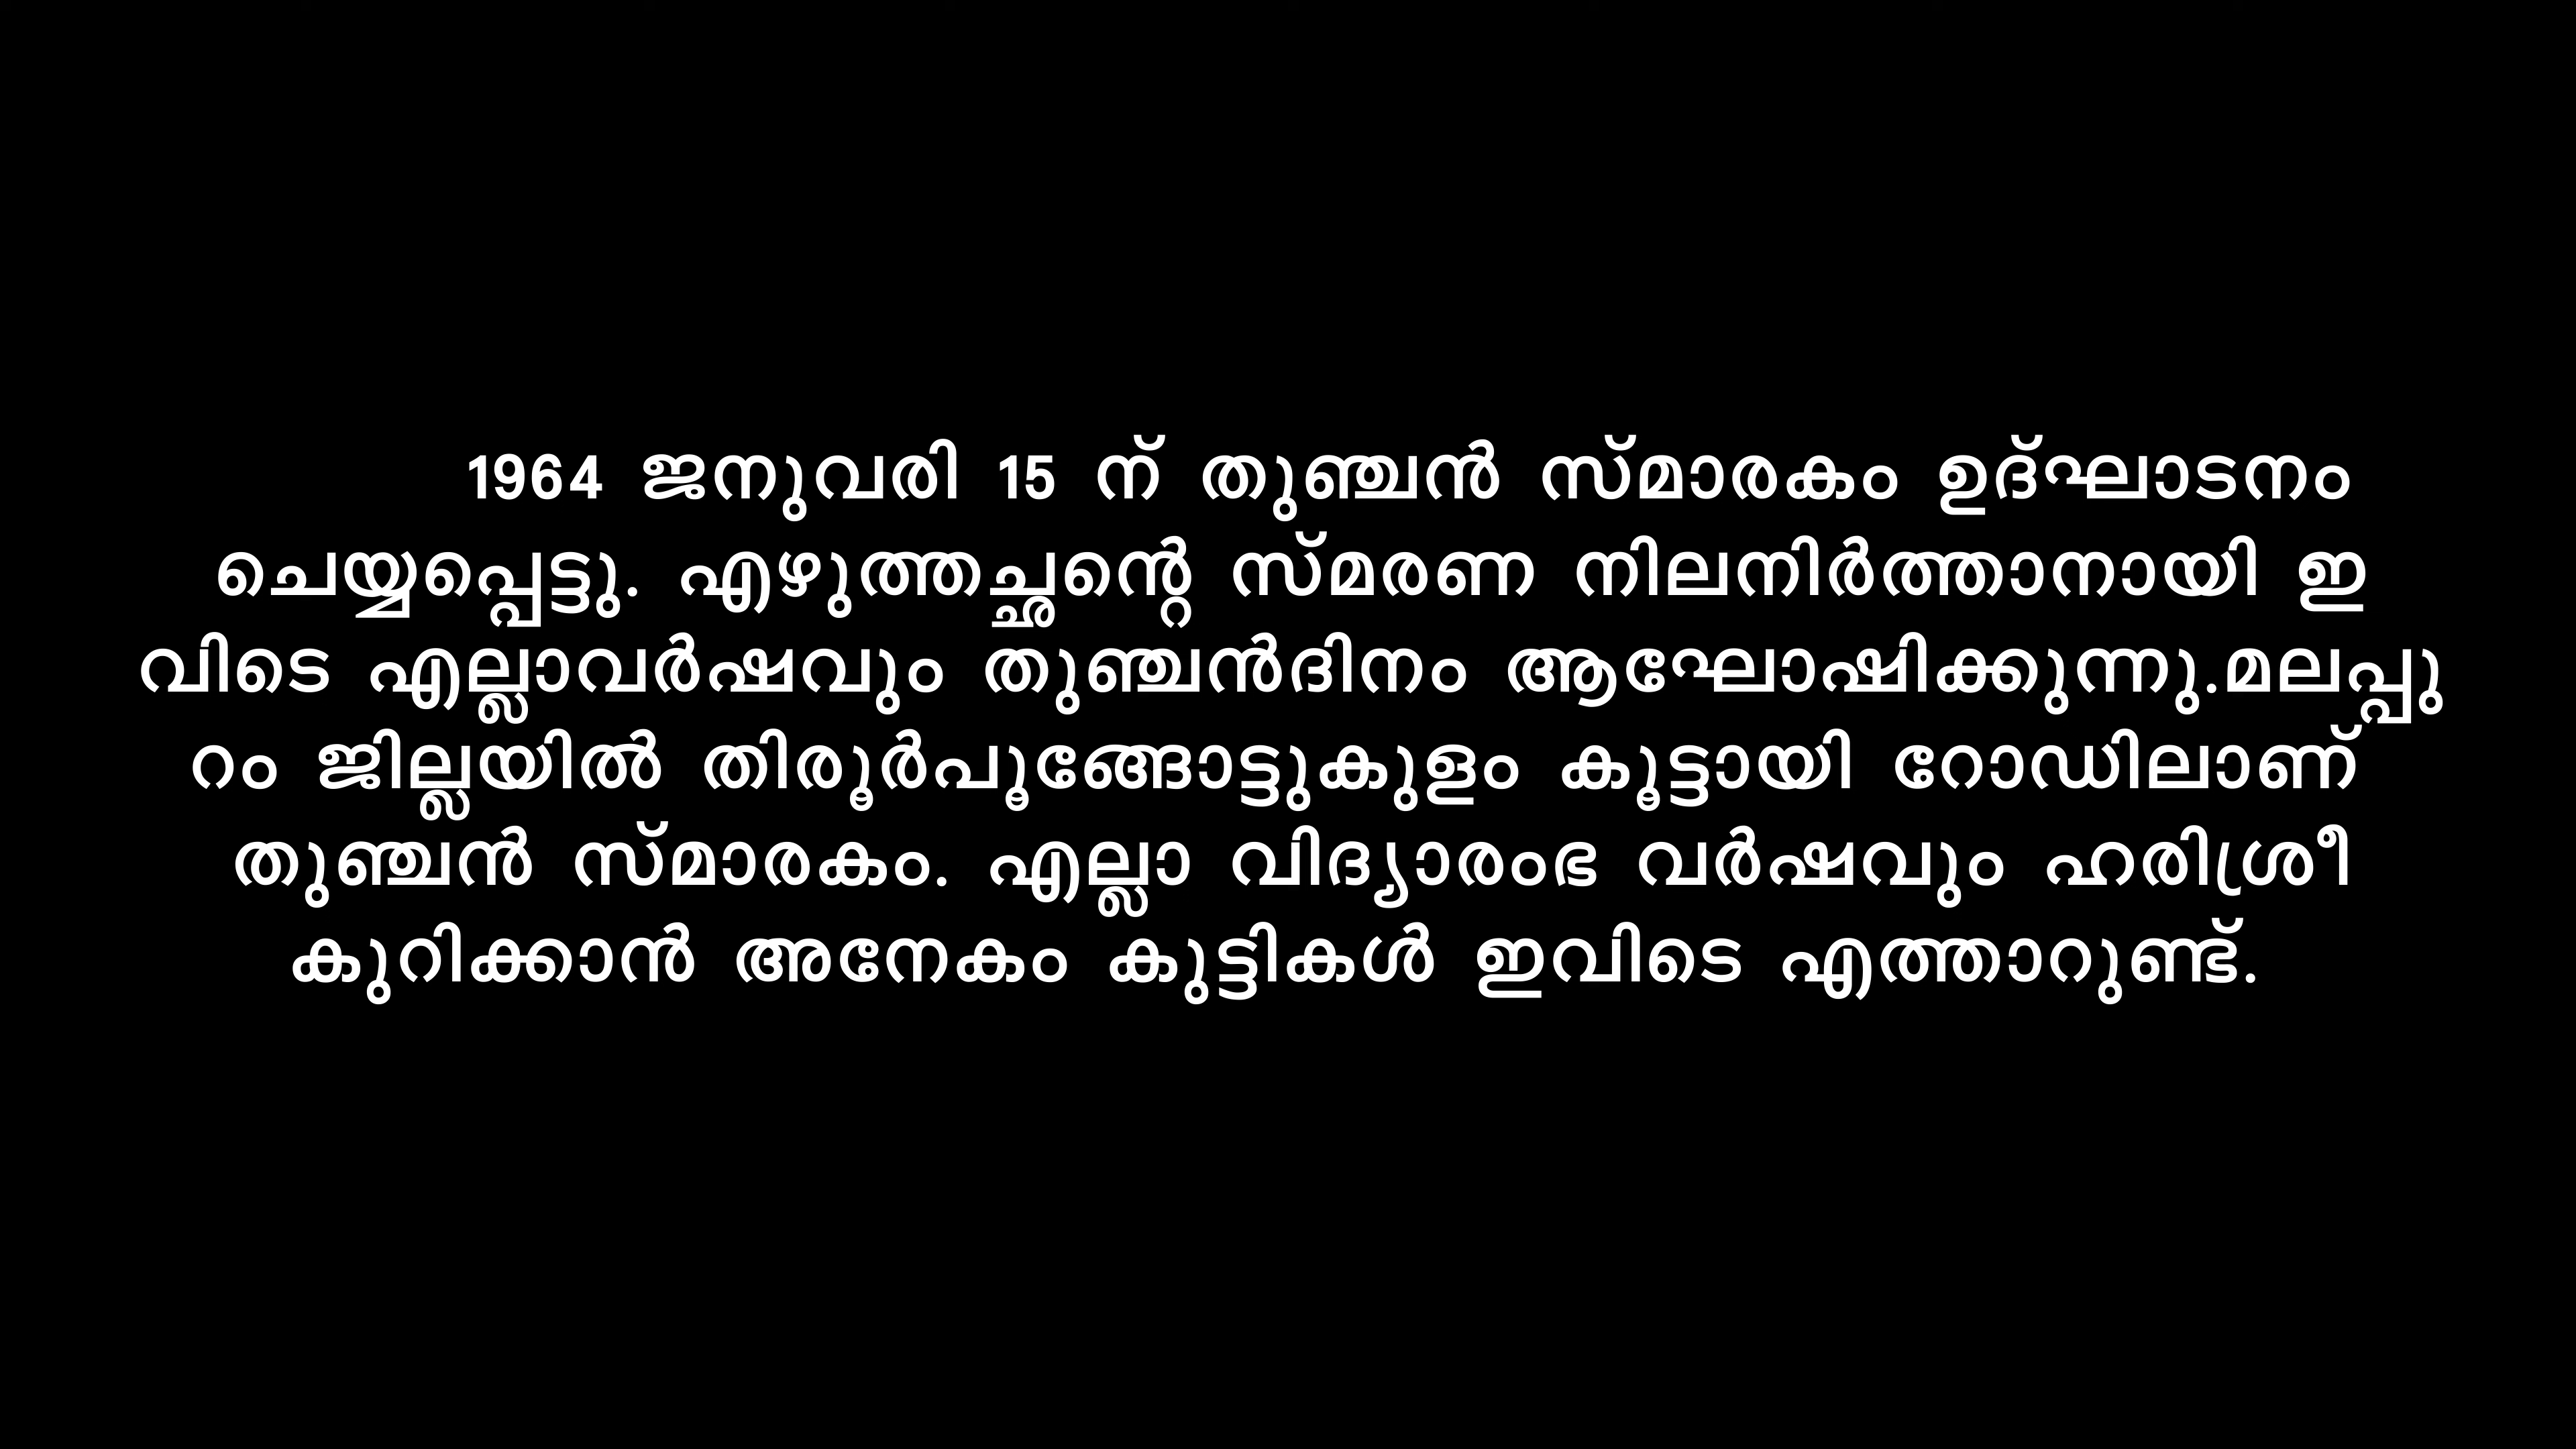 1964 ജനുവരി 15 ന് തുഞ്ചൻ സ്മാരകം ഉദ്ഘാടനം
ചെയ്യപ്പെട്ടു. എഴുത്തച്ഛന്റെ സ്മരണ നിലനിർത്താനായി ഇ
വിടെ എല്ലാവർഷവും തുഞ്ചൻദിനം ആഘോഷിക്കുന്നു.മലപ്പു
റം ജില്ലയിൽ തിരൂർപൂങ്ങോട്ടുകുളം കൂട്ടായി റോഡിലാണ്
തുഞ്ചൻ സ്മാരകം. എല്ലാ വിദ്യാരംഭ വർഷവും ഹരിശ്രീ
കുറിക്കാൻ അനേകം കുട്ടികൾ ഇവിടെ എത്താറുണ്ട്.